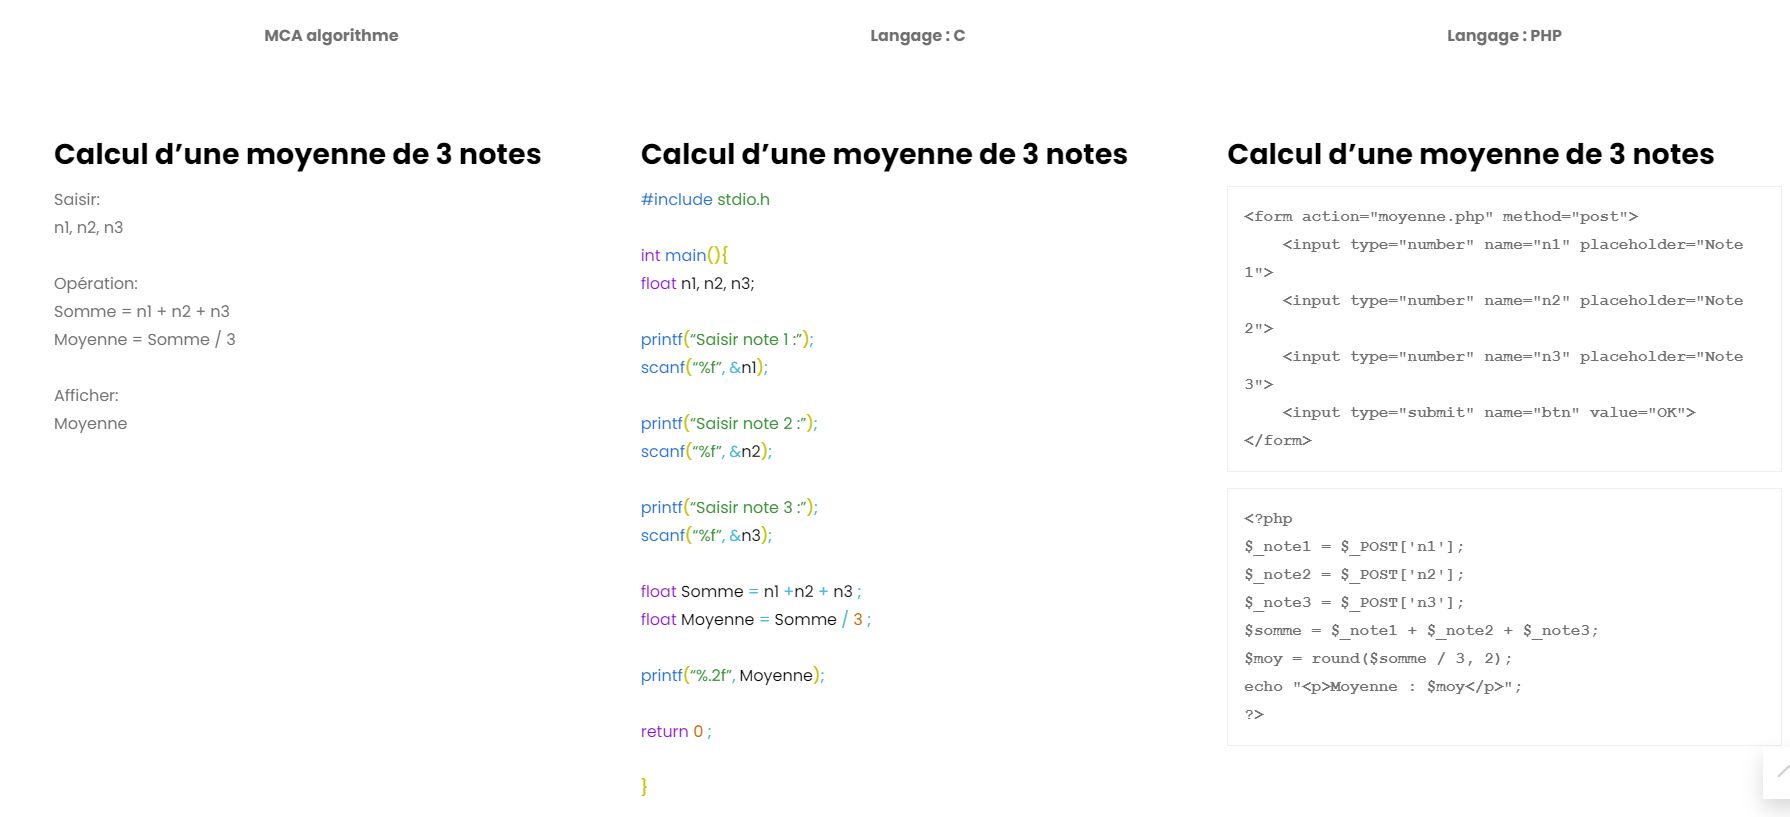 MCA algorithme
Calcul d’une moyenne de 3 notes
Saisir:
n1, n2, n3
Opération:
Somme = n1 + n2 + n3
Moyenne = Somme / 3
Afficher:
Moyenne
Langage : C
Calcul d’une moyenne de 3 notes
#include stdio.h
int main(){
float n1, n2, n3;
printf(“Saisir note 1 :”);
scanf(“%f”, &n1);
printf(“Saisir note 2 :”);
scanf(“%f”, &n2);
printf(“Saisir note 3 :”);
scanf(“%f”, &n3);
float Somme = n1 +n2 + n3 ;
float Moyenne = Somme / 3 ;
printf(“%.2f”, Moyenne);
return 0 ;
}
Langage : PHP
Calcul d’une moyenne de 3 notes
<form action="moyenne.php" method="post">
    <input type="number" name="n1" placeholder="Note
1">
    <input type="number" name="n2" placeholder="Note
2">
    <input type="number" name="n3" placeholder="Note
3">
    <input type="submit" name="btn" value="OK">
</form>
<?php
$_note1 = $_POST['n1'];
$_note2 = $_POST['n2'];
$_note3 = $_POST['n3'];
$somme = $_note1 + $_note2 + $_note3;
$moy = round($somme / 3, 2);
echo "<p>Moyenne : $moy</p>";
?>